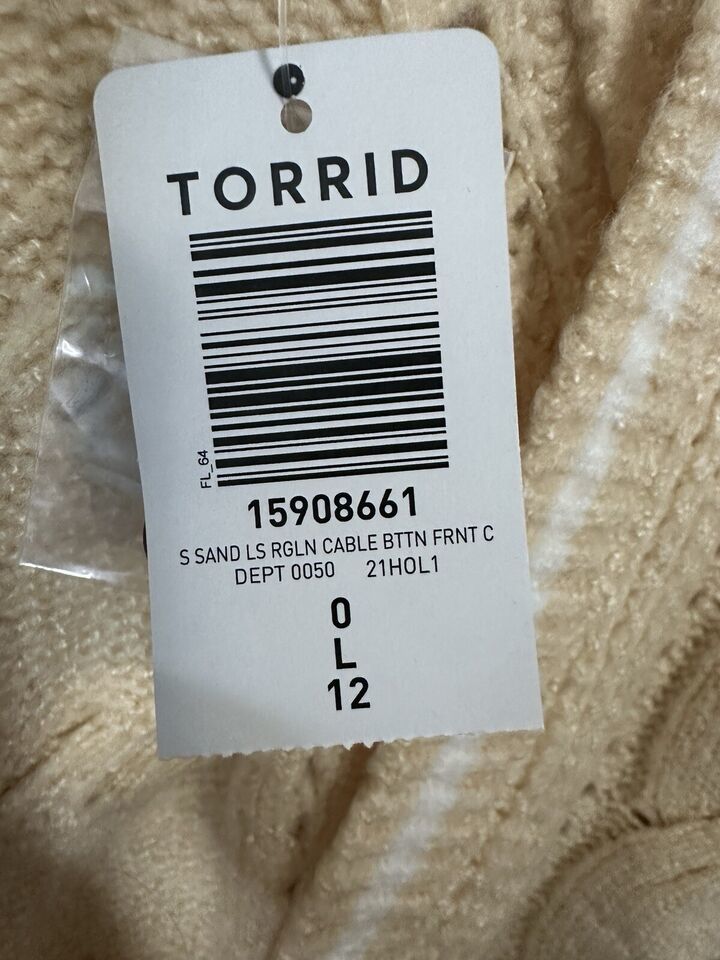 TORRID
FL_64
15908661
S SAND LS RGLN CABLE BTTN FRNT C
DEPT 0050 21HOL1
0
L
12